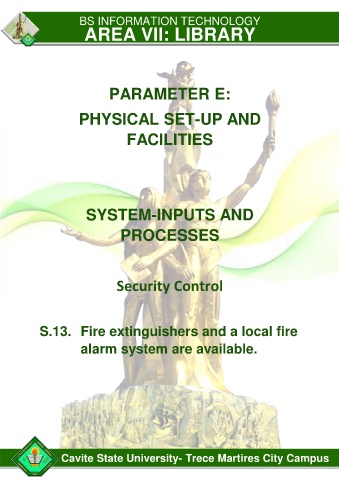 BS INFORMATION TECHNOLOGY
AREA VII: LIBRARY
PARAMETER E:
PHYSICAL SET-UP AND
FACILITIES
SYSTEM-INPUTS AND
PROCESSES
Security Control
S.13. Fire extinguishers and a local fire
alarm system are available.
Cavite State University- Trece Martires City Campus